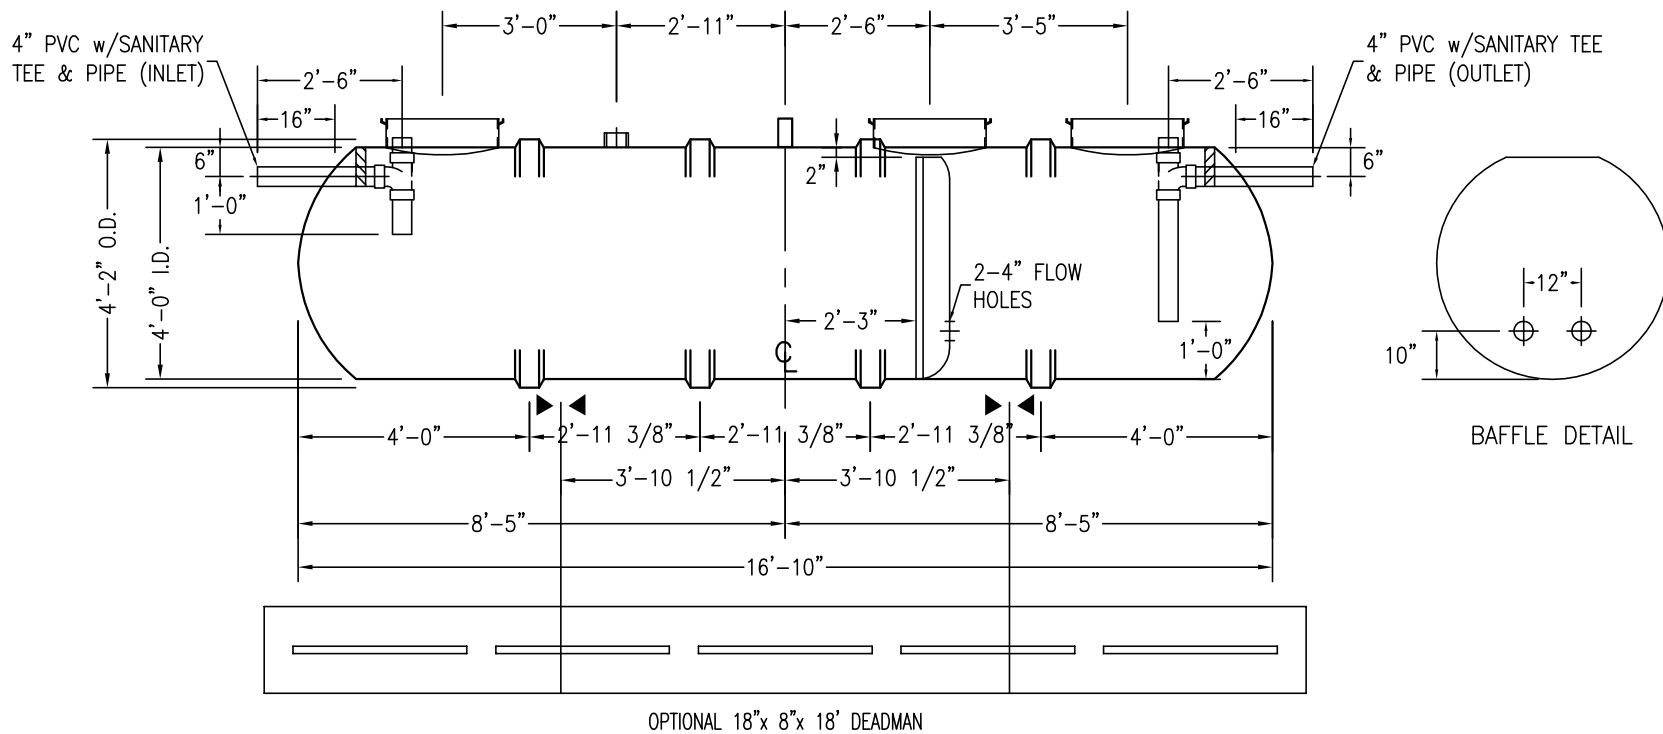 3'-0" 2'-11" 2'-6" 3'-5"
4" PVC w/SANITARY
TEE & PIPE (INLET)
4" PVC w/SANITARY TEE
& PIPE (OUTLET)
2'-6" 2'-6"
16" 16"
6" 2" 6"
1'-0"
4'-2" O.D.
4'-0" I.D.
2-4" FLOW
HOLES
12"
2'-3"
CL
1'-0"
10"
4'-0" 2'-11 3/8" 2'-11 3/8" 2'-11 3/8" 4'-0"
BAFFLE DETAIL
3'-10 1/2" 3'-10 1/2"
8'-5" 8'-5"
16'-10"
OPTIONAL 18"x 8"x 18' DEADMAN